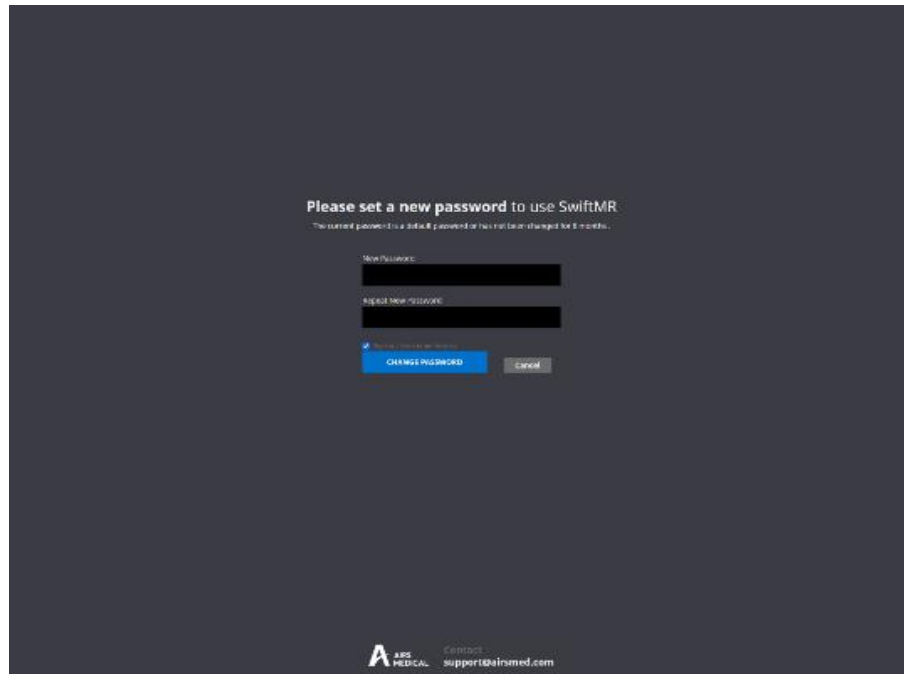 Please set a new password to use SwiftMR
The current password is a default password or has not been changed for 6 months.
New Password
Repeat New Password
CHANGE PASSWORD
Cancel
AIRS
MEDICAL
Contact
support@airsmed.com